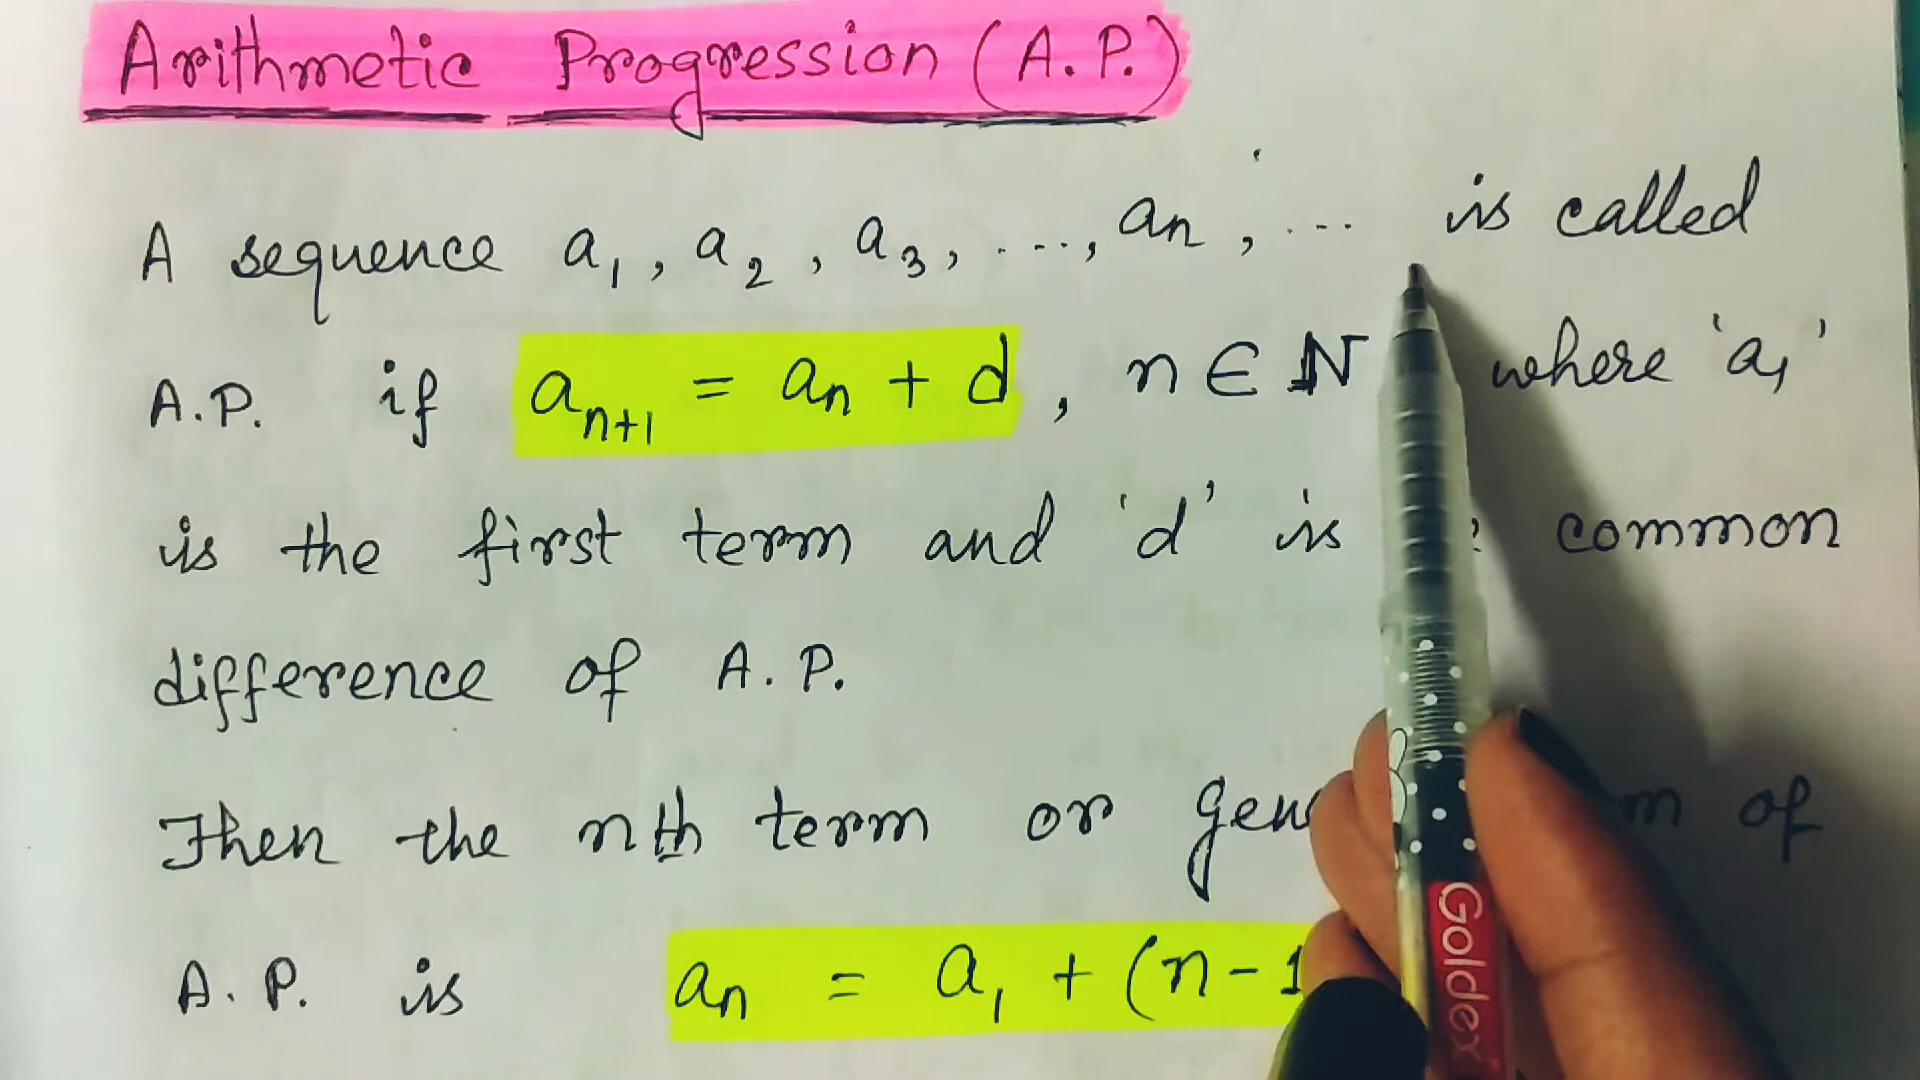 Arithmetic Progression (A.P.)
A sequence a₁, a₂, a₃, ..., aₙ, ... is called
A.P. if aₙ₊₁ = aₙ + d, n ∈ ℕ where 'a₁'
is the first term and 'd' is common
difference of A.P.
Then the nth term or of
A.P. is aₙ = a₁ + (n-1
Goldex